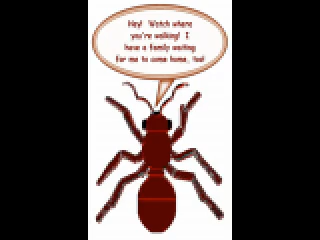 Hey! Watch where
you're walking! I
have a family waiting
for me to come home, too!